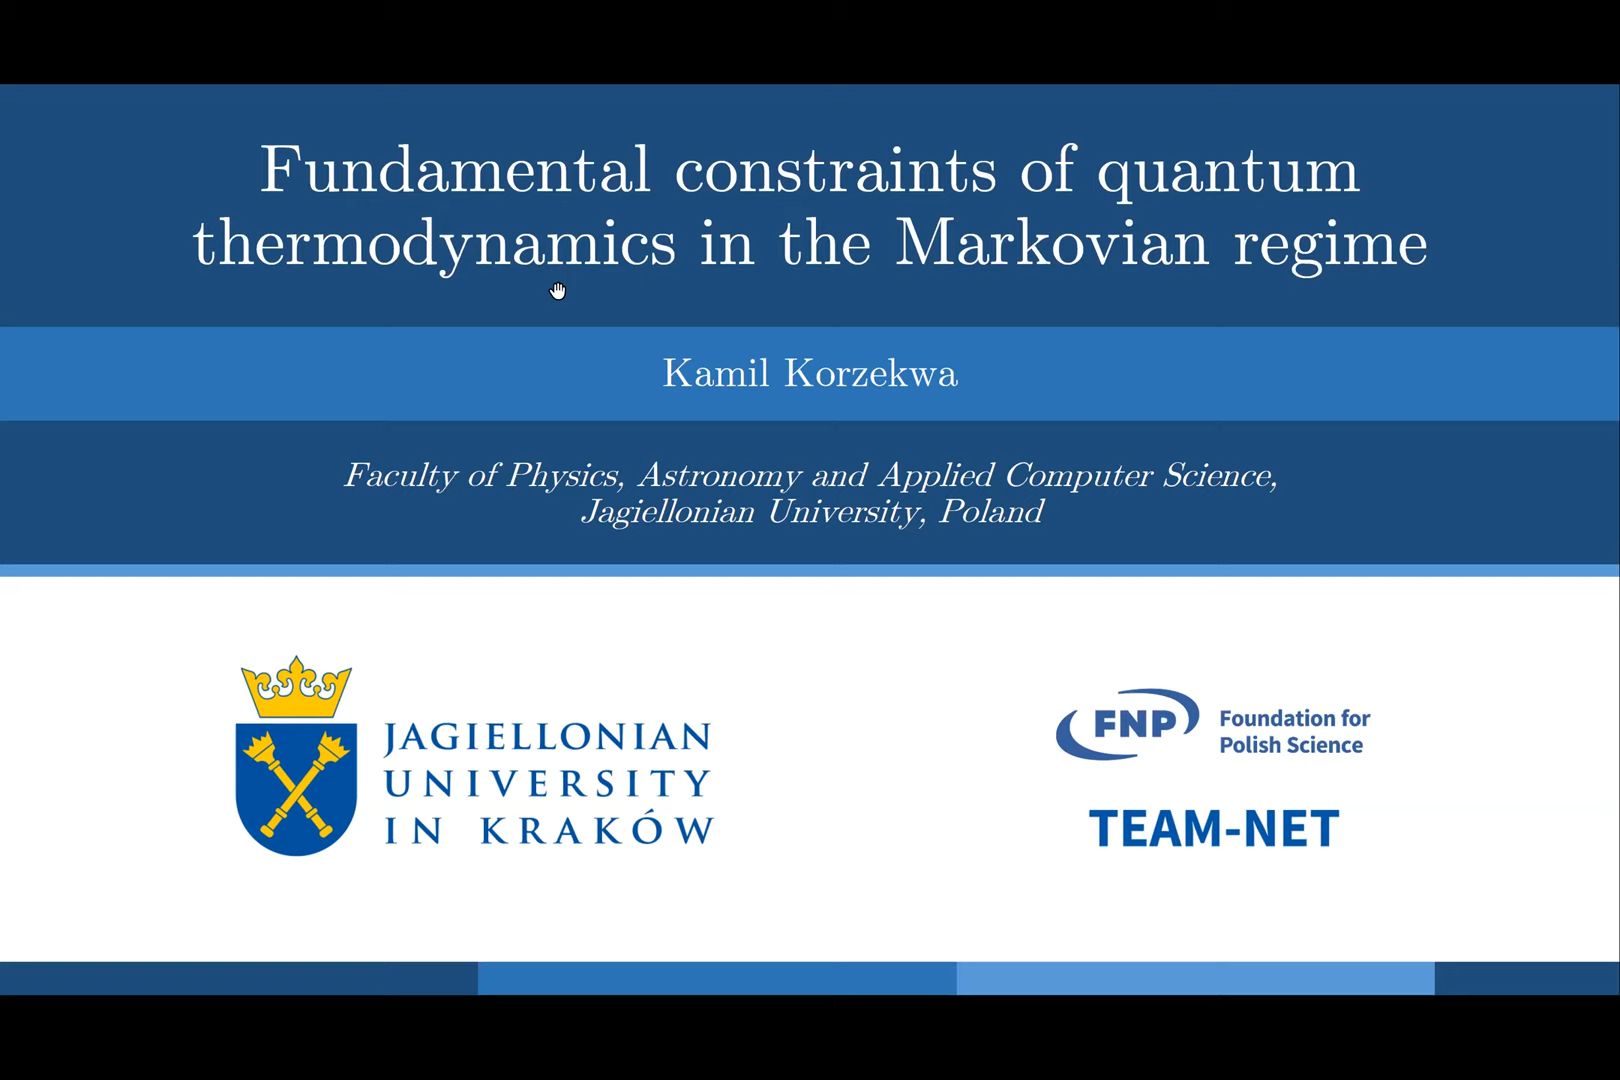 Fundamental constraints of quantum
thermodynamics in the Markovian regime
Kamil Korzekwa
Faculty of Physics, Astronomy and Applied Computer Science,
Jagiellonian University, Poland
JAGIELLONIAN
UNIVERSITY
IN KRAKÓW
FNP
Foundation for
Polish Science
TEAM-NET